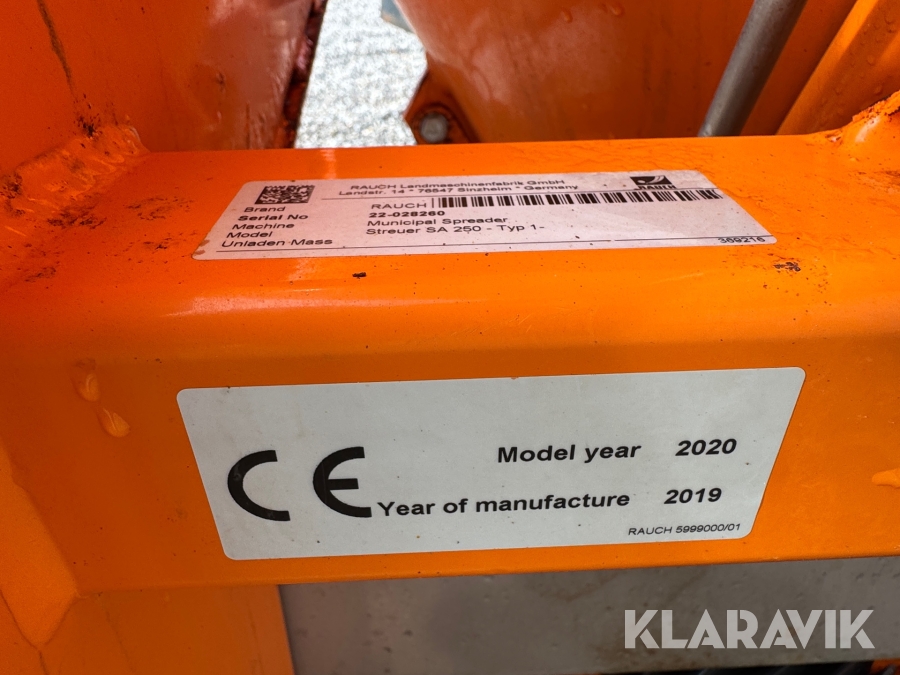 RAUCH Landmaschinenfabrik GmbH
Landstr. 14 * 76547 Sinzheim * Germany
RAUCH
Brand RAUCH
Serial No 22-028260
Machine Municipal Spreader
Model Streuer SA 250 - Typ 1-
Unladen Mass
369216
Model year 2020
CE
Year of manufacture 2019
RAUCH 5999000/01
KLARAVIK